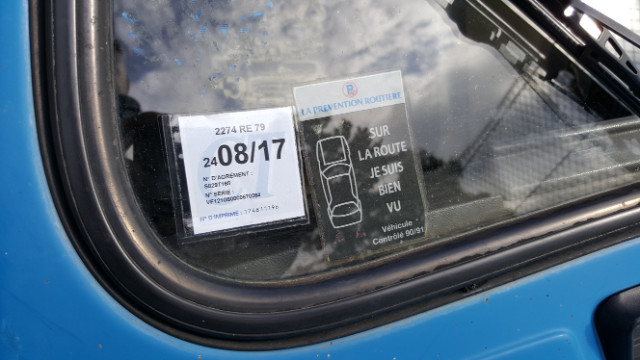 2274 RE 79
24 08/17
N° D'AGRÉMENT :
N° SÉRIE :
N° D'IMPRIMÉ :
LA PRÉVENTION ROUTIÈRE
SUR
LA ROUTE
JE SUIS
BIEN
VU
Véhicule
Contrôlé 90/91